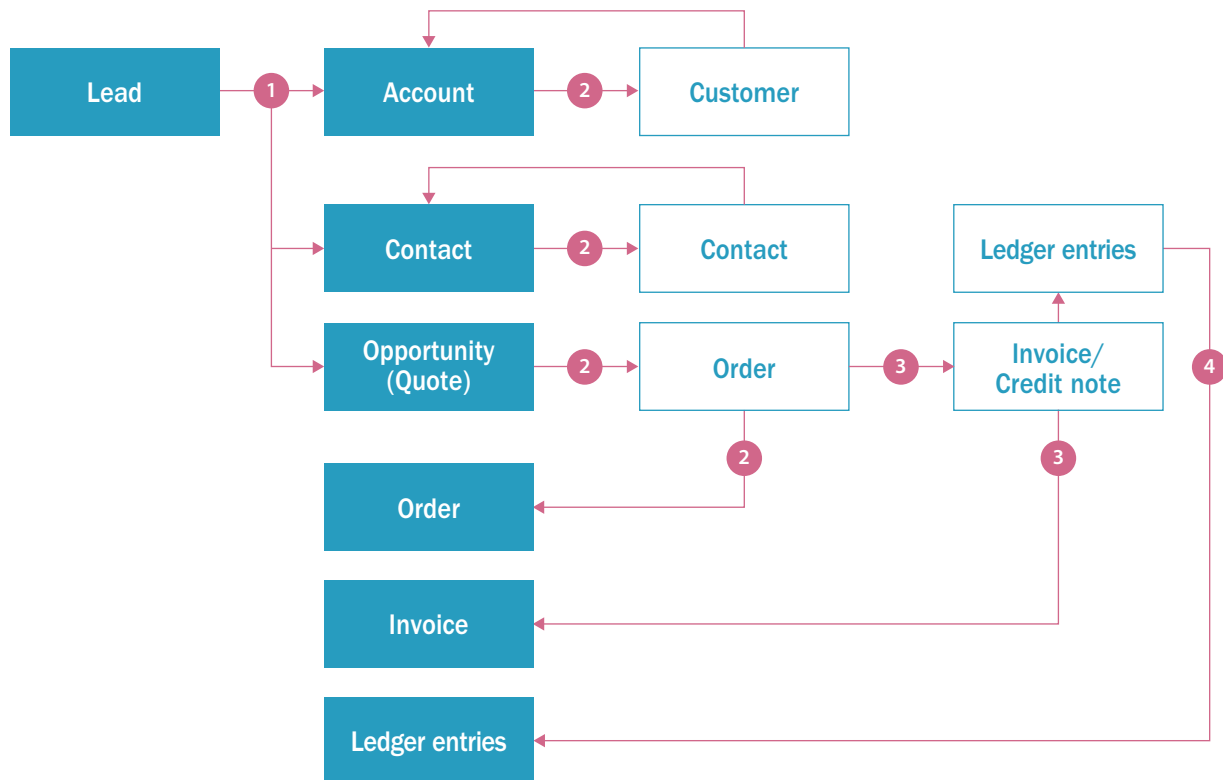 Lead
1
Account
2
Customer
Contact
2
Contact
Ledger entries
Opportunity
(Quote)
2
Order
3
Invoice/
Credit note
4
2
3
Order
Invoice
Ledger entries